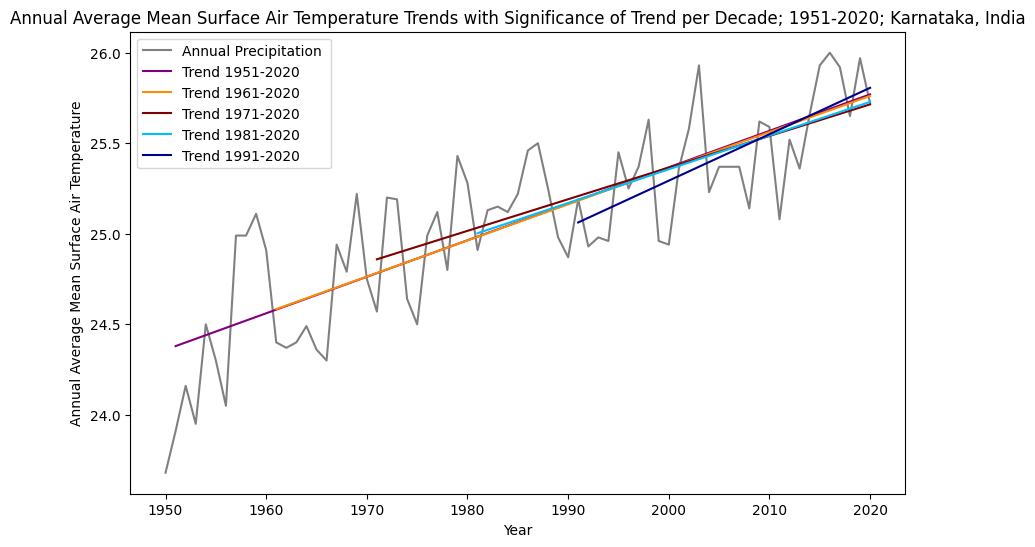 Annual Average Mean Surface Air Temperature Trends with Significance of Trend per Decade; 1951-2020; Karnataka, India
Annual Precipitation
Trend 1951-2020
Trend 1961-2020
Trend 1971-2020
Trend 1981-2020
Trend 1991-2020
Annual Average Mean Surface Air Temperature
26.0
25.5
25.0
24.5
24.0
1950 1960 1970 1980 1990 2000 2010 2020
Year